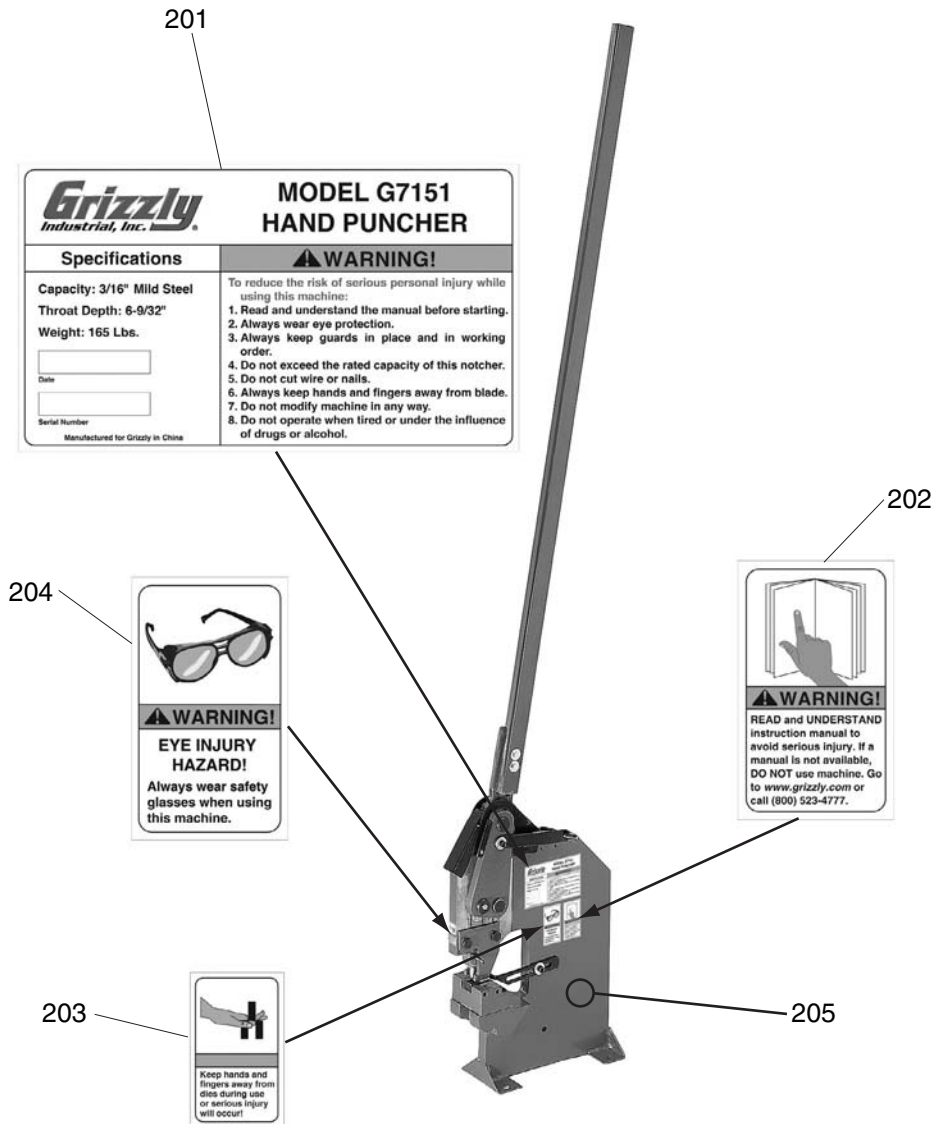 201
Grizzly
Industrial, Inc. ®
MODEL G7151
HAND PUNCHER
Specifications
Capacity: 3/16" Mild Steel
Throat Depth: 6-9/32"
Weight: 165 Lbs.
Date
Serial Number
Manufactured for Grizzly in China
WARNING!
To reduce the risk of serious personal injury while
using this machine:
1. Read and understand the manual before starting.
2. Always wear eye protection.
3. Always keep guards in place and in working
order.
4. Do not exceed the rated capacity of this notcher.
5. Do not cut wire or nails.
6. Always keep hands and fingers away from blade.
7. Do not modify machine in any way.
8. Do not operate when tired or under the influence
of drugs or alcohol.
202
WARNING!
READ and UNDERSTAND
instruction manual to
avoid serious injury. If a
manual is not available,
DO NOT use machine. Go
to www.grizzly.com or
call (800) 523-4777.
204
WARNING!
EYE INJURY
HAZARD!
Always wear safety
glasses when using
this machine.
203
Keep hands and
fingers away from
dies during use
or serious injury
will occur!
205
Grizzly